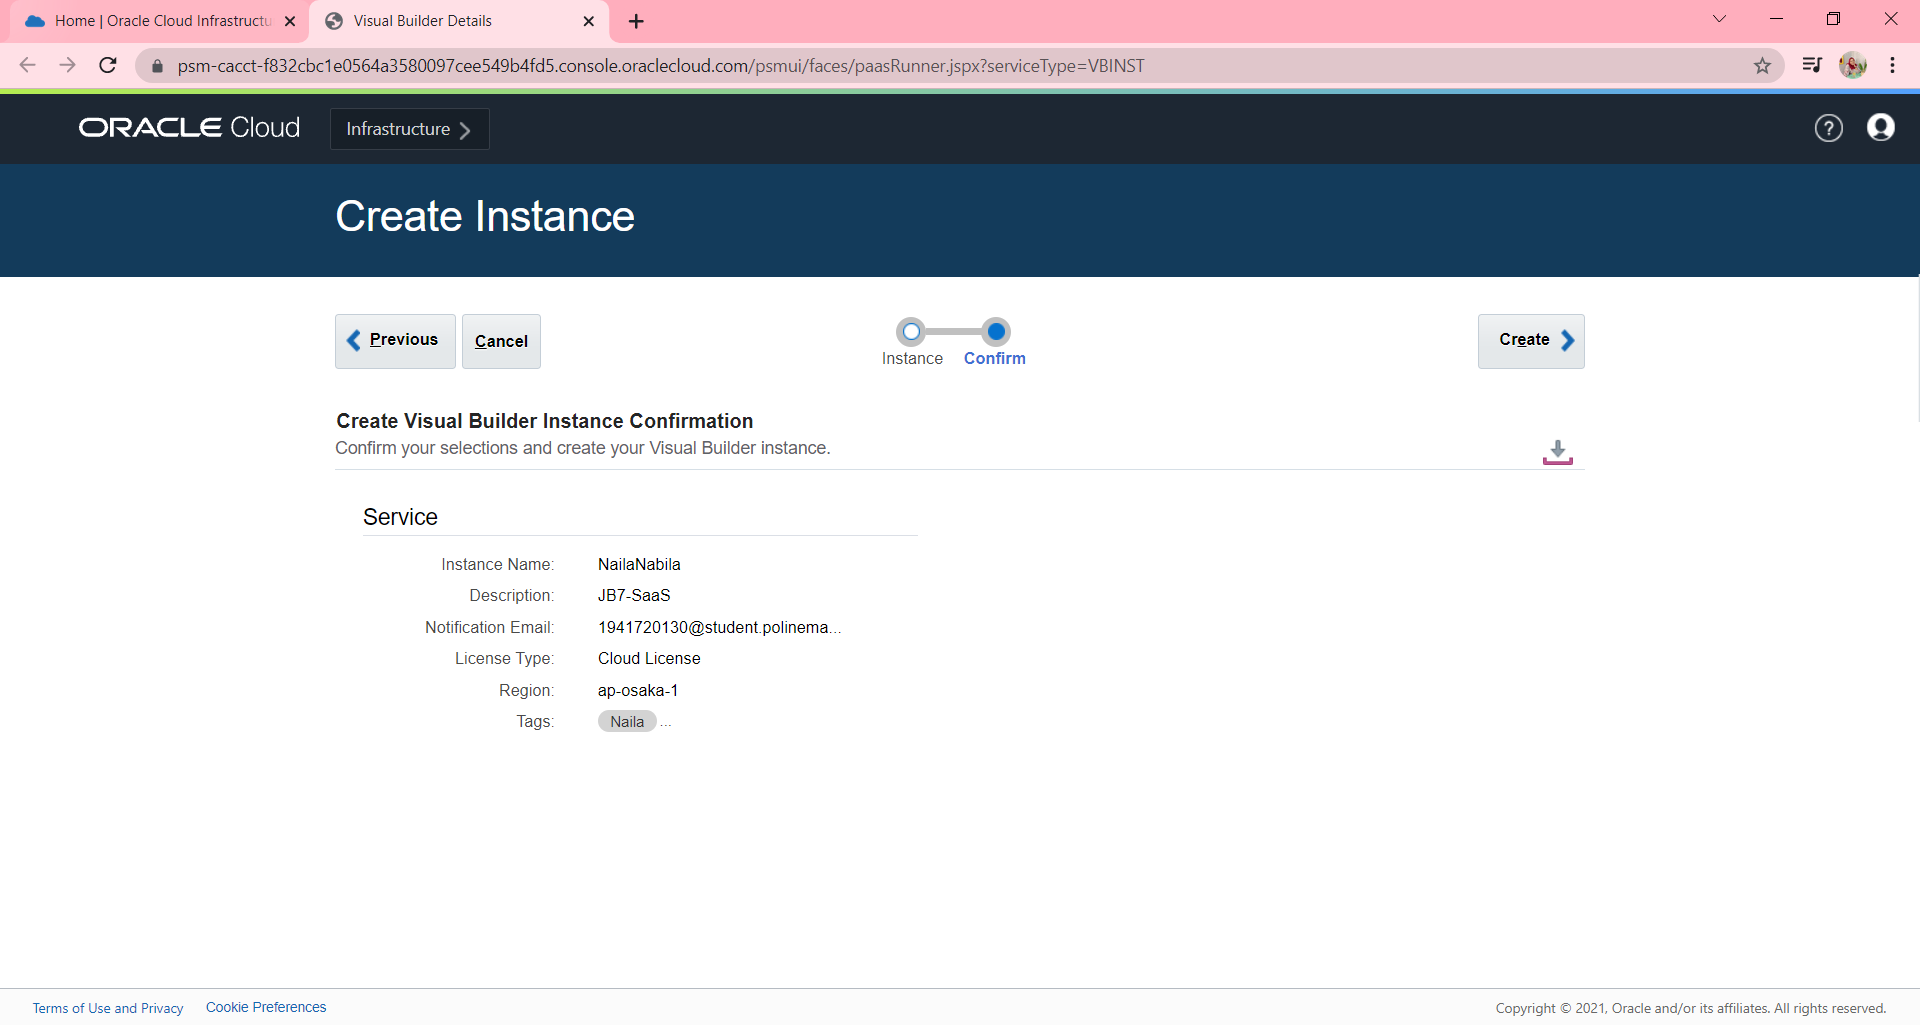 Home | Oracle Cloud Infrastructu
Visual Builder Details
psm-cacct-f832cbc1e0564a3580097cee549b4fd5.console.oraclecloud.com/psmui/faces/paasRunner.jspx?serviceType=VBINST
ORACLE Cloud
Infrastructure
?
Create Instance
Previous
Cancel
Instance
Confirm
Create
Create Visual Builder Instance Confirmation
Confirm your selections and create your Visual Builder instance.
Service
Instance Name: NailaNabila
Description: JB7-SaaS
Notification Email: 1941720130@student.polinema...
License Type: Cloud License
Region: ap-osaka-1
Tags: Naila ...
Terms of Use and Privacy Cookie Preferences
Copyright © 2021, Oracle and/or its affiliates. All rights reserved.